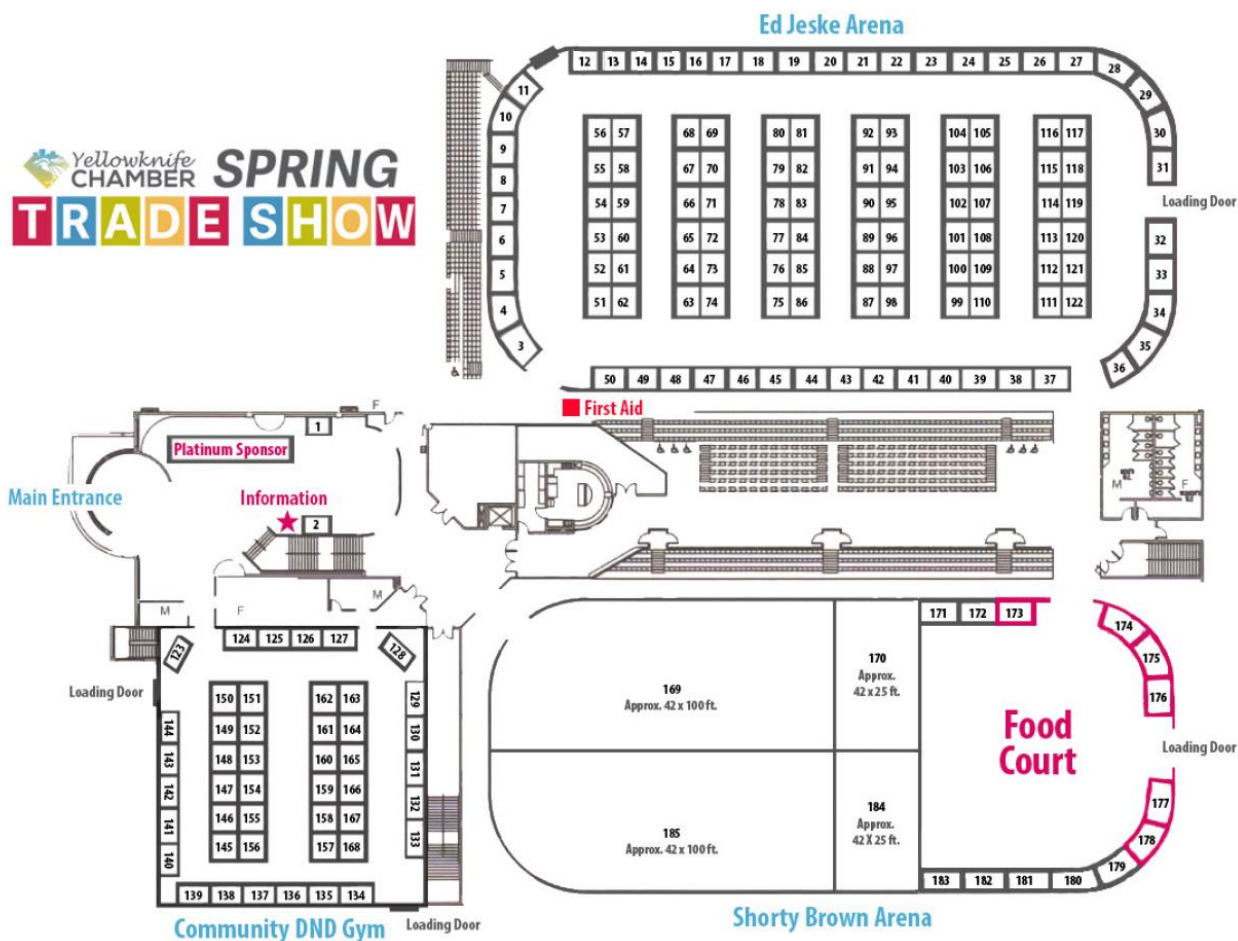 Ed Jeske Arena
Yellowknife
CHAMBER
SPRING
TRADE SHOW
12 13 14 15 16 17 18 19 20 21 22 23 24 25 26 27 28
11
29
10
30
9
31
8
7
6
5
4
3
Loading Door
32
33
34
35
36
56 57 68 69 80 81 92 93 104 105 116 117
55 58 67 70 79 82 91 94 103 106 115 118
54 59 66 71 78 83 90 95 102 107 114 119
53 60 65 72 77 84 89 96 101 108 113 120
52 61 64 73 76 85 88 97 100 109 112 121
51 62 63 74 75 86 87 98 99 110 111 122
50 49 48 47 46 45 44 43 42 41 40 39 38 37
First Aid
F
1
Platinum Sponsor
Main Entrance
Information
2
M
F
M
M F
123
124 125 126 127
128
Loading Door
150 151 162 163
149 152 161 164
148 153 160 165
147 154 159 166
146 155 158 167
145 156 157 168
144
143
142
141
140
129
130
131
132
133
139 138 137 136 135 134
Community DND Gym
Loading Door
169
Approx. 42 x 100 ft.
170
Approx.
42 x 25 ft.
185
Approx. 42 x 100 ft.
184
Approx.
42 X 25 ft.
171 172 173
174
175
176
Food
Court
Loading Door
177
178
179
183 182 181 180
Shorty Brown Arena